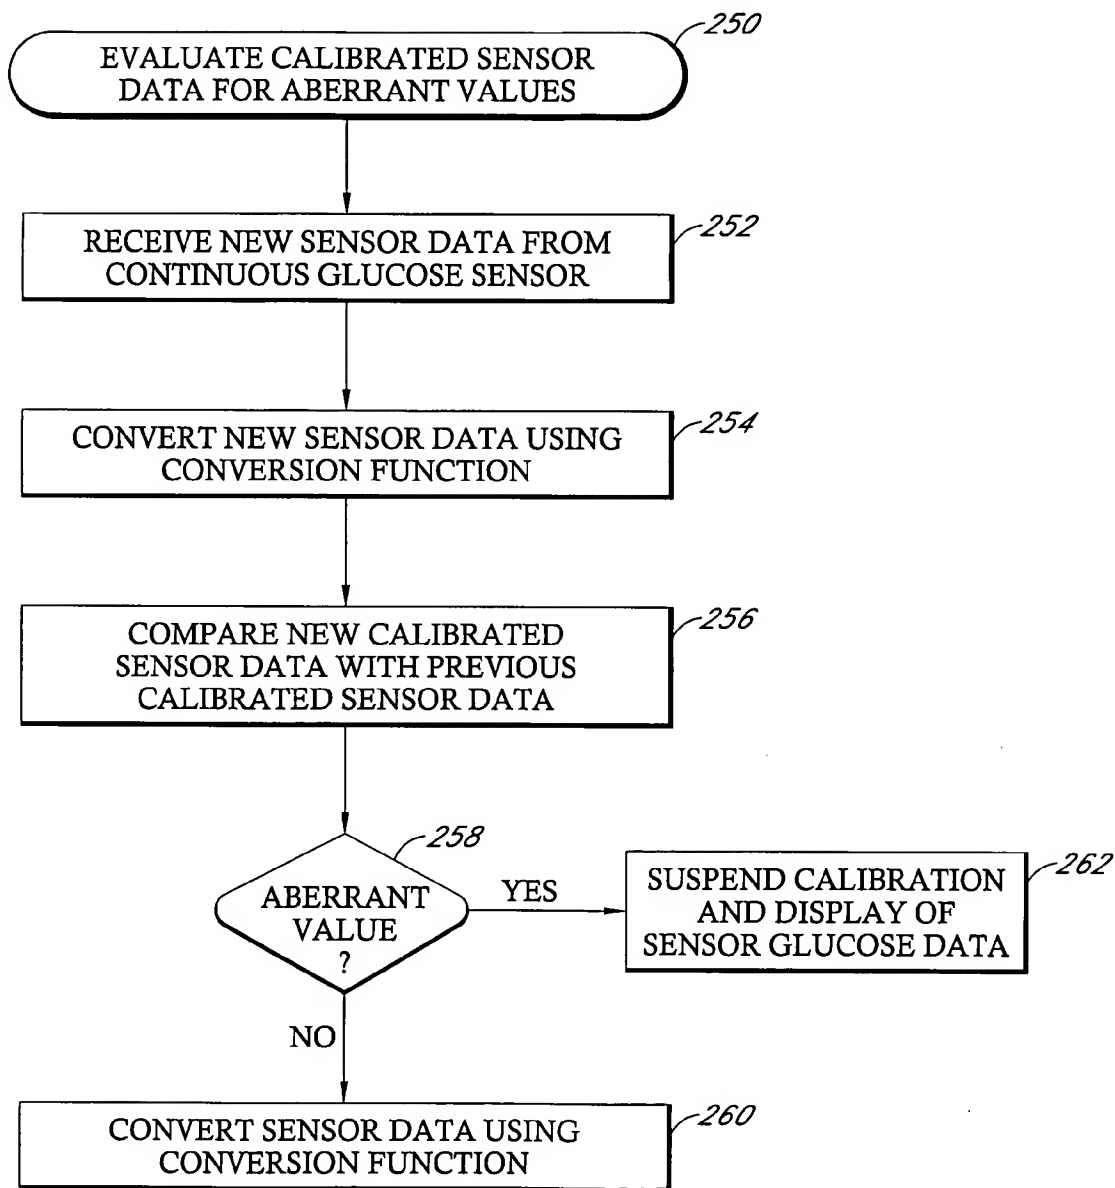 250
EVALUATE CALIBRATED SENSOR
DATA FOR ABERRANT VALUES
252
RECEIVE NEW SENSOR DATA FROM
CONTINUOUS GLUCOSE SENSOR
254
CONVERT NEW SENSOR DATA USING
CONVERSION FUNCTION
256
COMPARE NEW CALIBRATED
SENSOR DATA WITH PREVIOUS
CALIBRATED SENSOR DATA
258
ABERRANT
VALUE
?
YES
262
SUSPEND CALIBRATION
AND DISPLAY OF
SENSOR GLUCOSE DATA
NO
260
CONVERT SENSOR DATA USING
CONVERSION FUNCTION